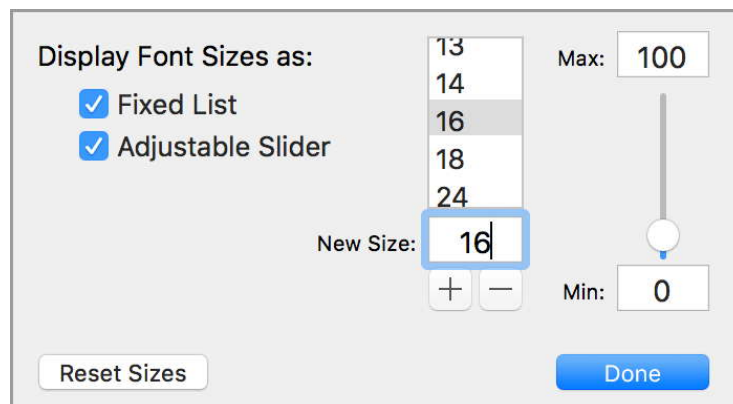 Display Font Sizes as:
Fixed List
Adjustable Slider
13
14
16
18
24
New Size: 16
+ −
Max: 100
Min: 0
Reset Sizes
Done